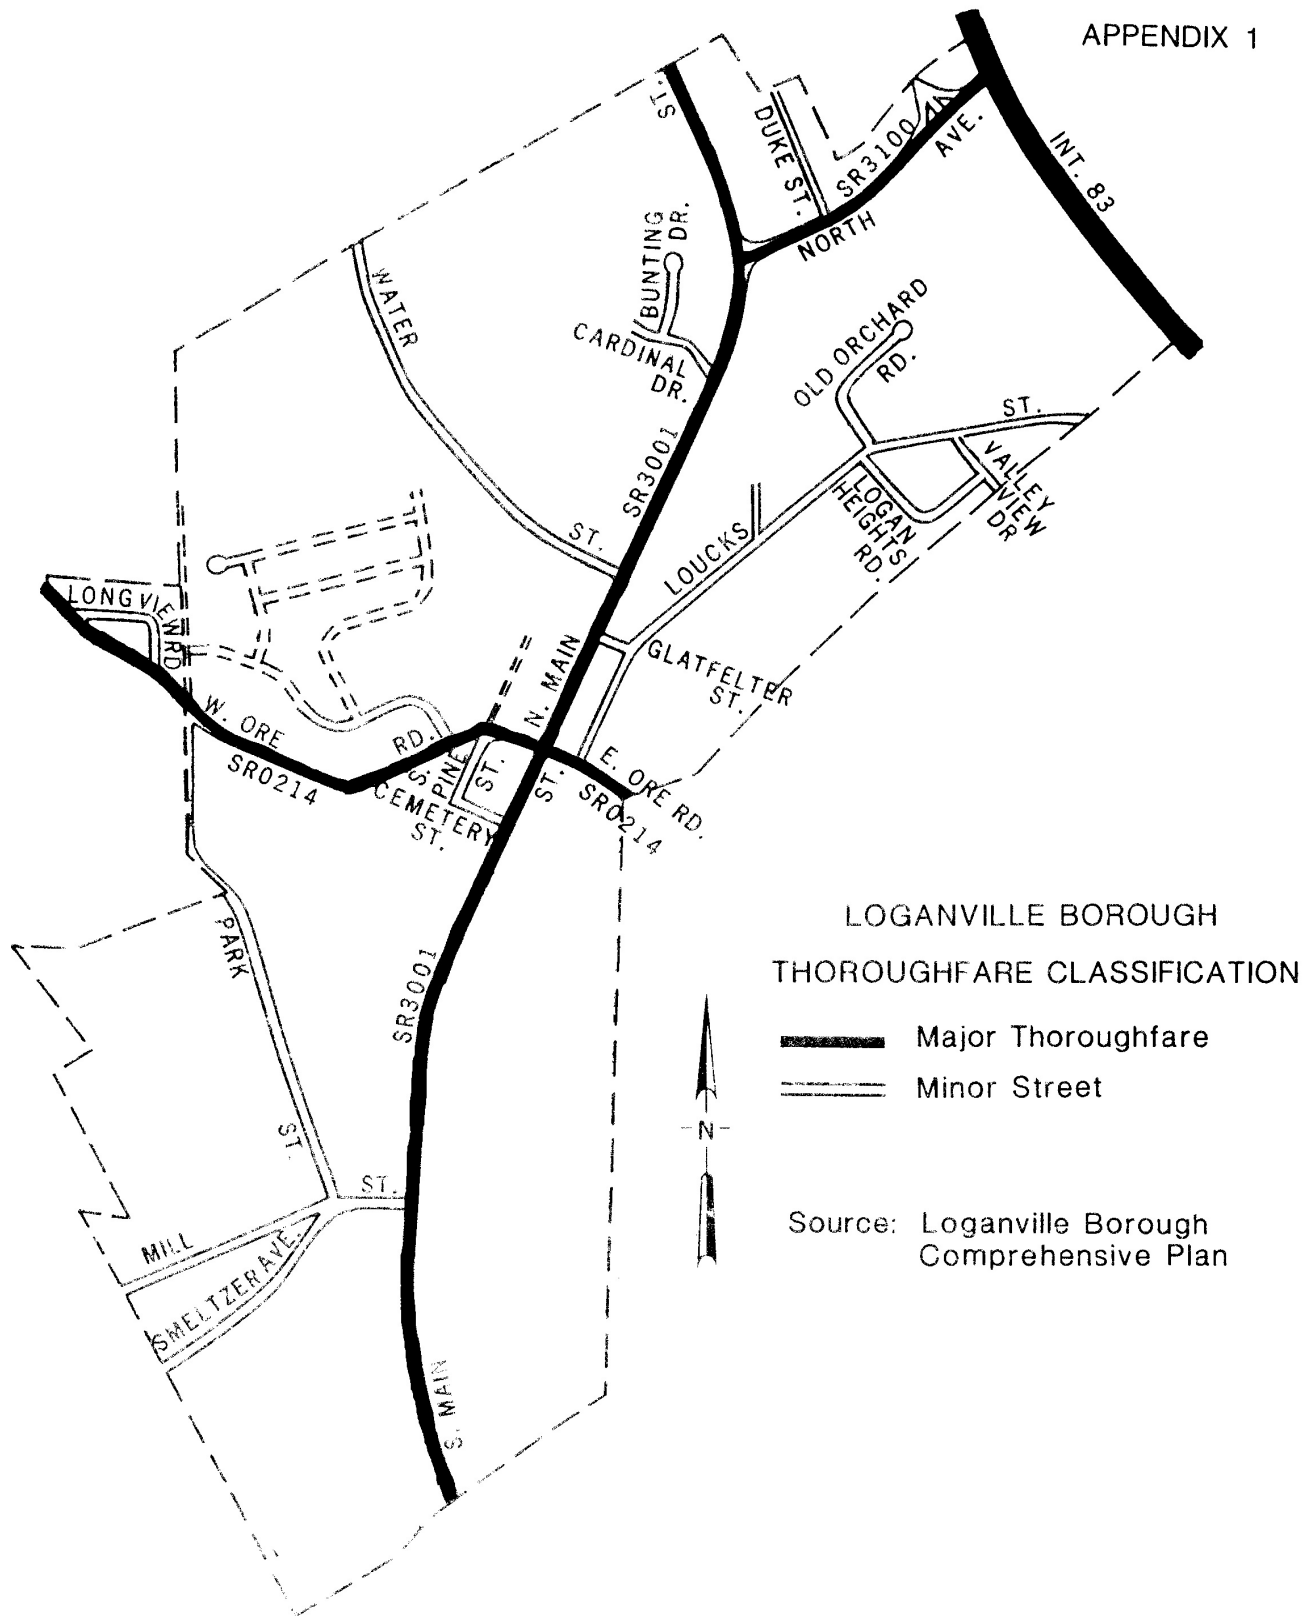 APPENDIX 1
ST.
DUKE ST.
SR3100
AVE.
INT. 83
NORTH
BUNTING
DR.
WATER
CARDINAL
DR.
OLD ORCHARD
RD.
ST.
SR3001
VALLEY
VIEW
DR
LOGAN
HEIGHTS
RD.
ST.
LOUCKS
LONGVIEW RD
N. MAIN
GLATFELTER
ST.
W. ORE
RD.
SR0214
S. PINE
ST.
ST.
E. ORE RD.
SR0214
CEMETERY
ST.
LOGANVILLE BOROUGH
THOROUGHFARE CLASSIFICATION
PARK
SR3001
Major Thoroughfare
Minor Street
N
ST.
ST.
MILL
SMELTZER AVE.
Source: Loganville Borough
Comprehensive Plan
S. MAIN